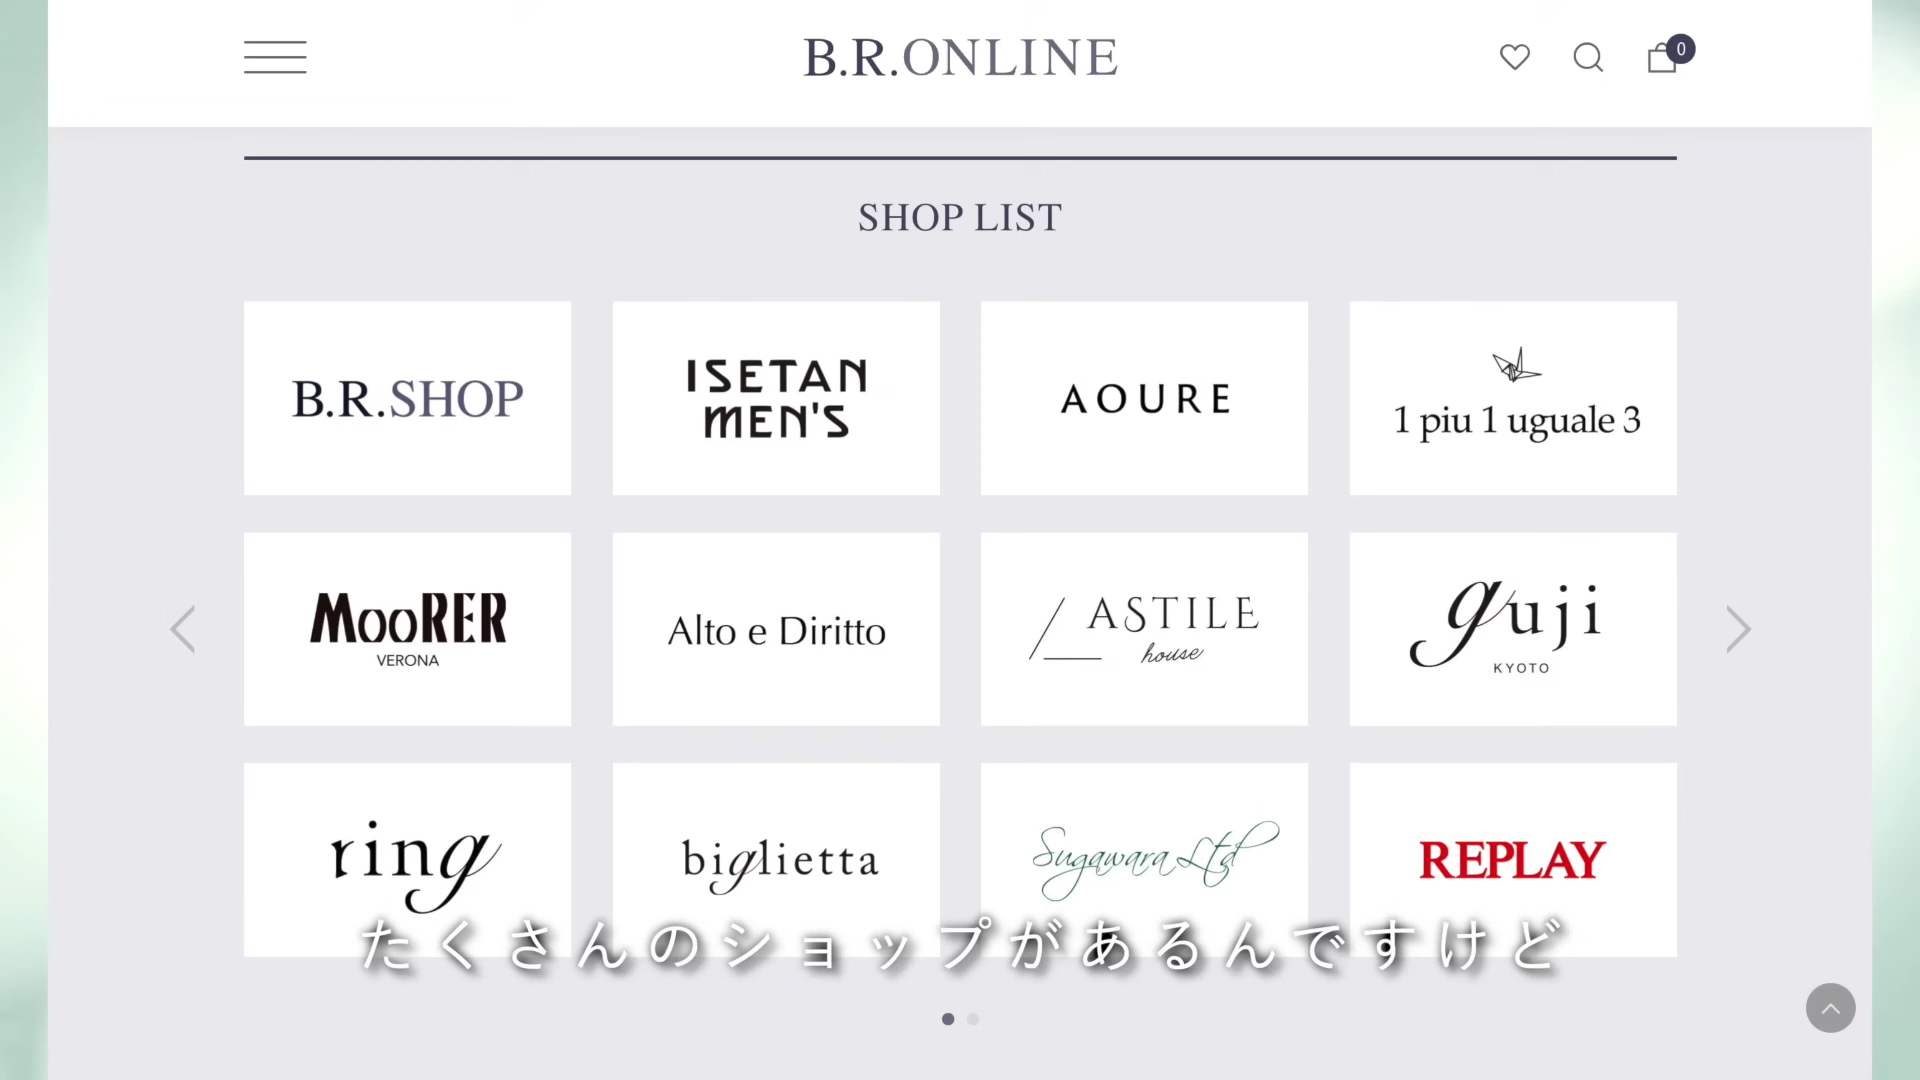 B.R.ONLINE
0
SHOP LIST
B.R.SHOP
ISETAN
MEN'S
AOURE
1 piu 1 uguale 3
MooRER
VERONA
Alto e Diritto
ASTILE
house
guji
KYOTO
ring
biglietta
Sugawara Ltd
REPLAY
たくさんのショップがあるんですけど